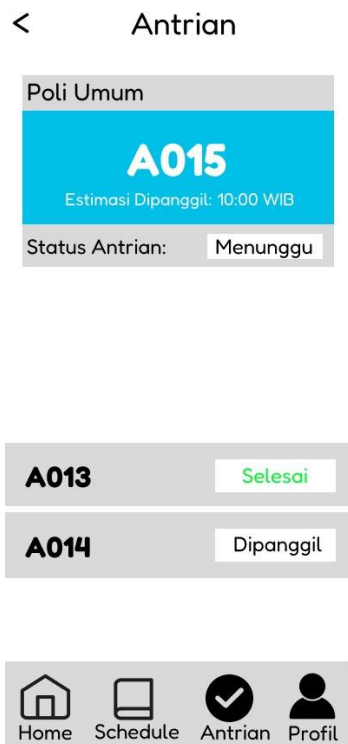 < Antrian
Poli Umum
A015
Estimasi Dipanggil: 10:00 WIB
Status Antrian: Menunggu
A013 Selesai
A014 Dipanggil
Home Schedule Antrian Profil